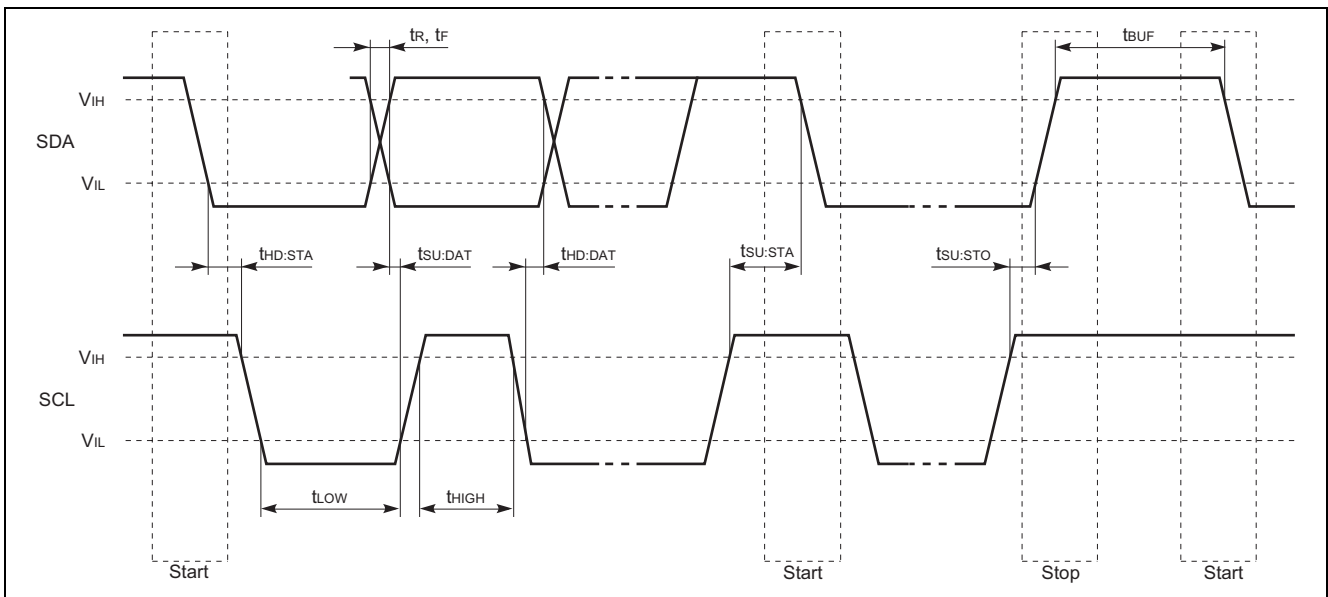 tR, tF
tBUF
VIH
SDA
VIL
tHD:STA
tSU:DAT
tHD:DAT
tSU:STA
tSU:STO
VIH
SCL
VIL
tLOW
tHIGH
Start
Start
Stop
Start